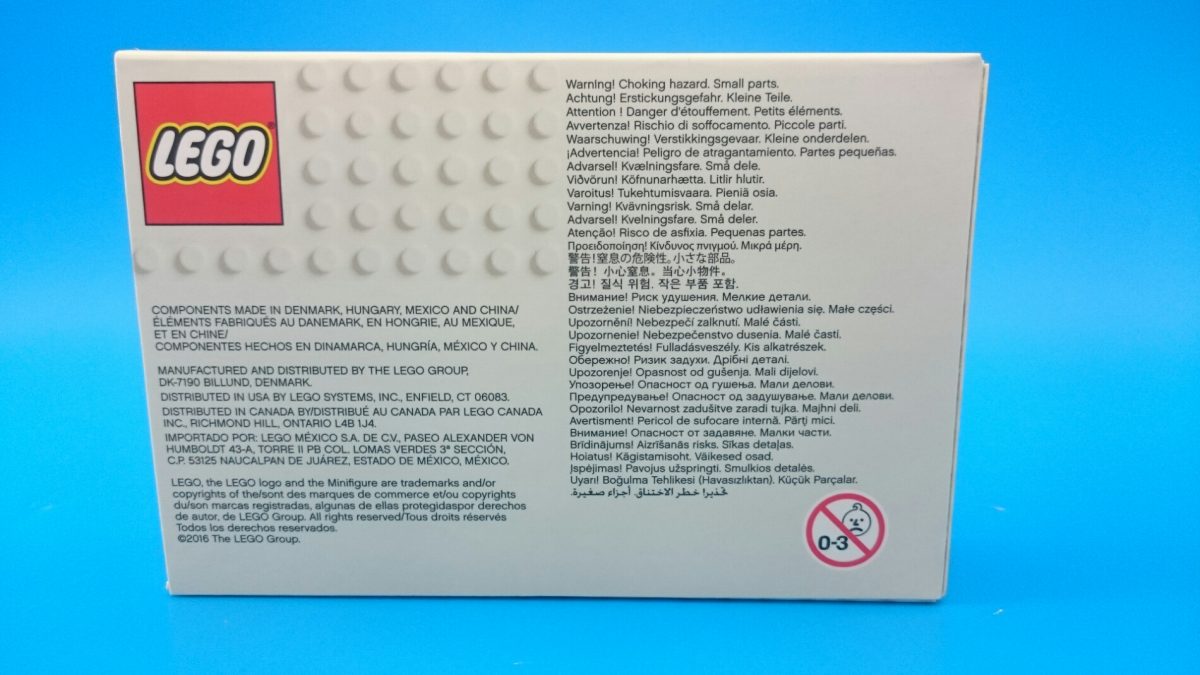 LEGO®
COMPONENTS MADE IN DENMARK, HUNGARY, MEXICO AND CHINA/
ÉLÉMENTS FABRIQUÉS AU DANEMARK, EN HONGRIE, AU MEXIQUE,
ET EN CHINE/
COMPONENTES HECHOS EN DINAMARCA, HUNGRÍA, MÉXICO Y CHINA.
MANUFACTURED AND DISTRIBUTED BY THE LEGO GROUP,
DK-7190 BILLUND, DENMARK.
DISTRIBUTED IN USA BY LEGO SYSTEMS, INC., ENFIELD, CT 06083.
DISTRIBUTED IN CANADA BY/DISTRIBUÉ AU CANADA PAR LEGO CANADA
INC., RICHMOND HILL, ONTARIO L4B 1J4.
IMPORTADO POR: LEGO MÉXICO S.A. DE C.V., PASEO ALEXANDER VON
HUMBOLDT 43-A, TORRE II PB COL. LOMAS VERDES 3ª SECCIÓN,
C.P. 53125 NAUCALPAN DE JUÁREZ, ESTADO DE MÉXICO, MÉXICO.
LEGO, the LEGO logo and the Minifigure are trademarks and/or
copyrights of the/sont des marques de commerce et/ou copyrights
du/son marcas registradas, algunas de ellas protegidaspor derechos
de autor, de LEGO Group. All rights reserved/Tous droits réservés
Todos los derechos reservados.
©2016 The LEGO Group.
Warning! Choking hazard. Small parts.
Achtung! Erstickungsgefahr. Kleine Teile.
Attention ! Danger d'étouffement. Petits éléments.
Avvertenza! Rischio di soffocamento. Piccole parti.
Waarschuwing! Verstikkingsgevaar. Kleine onderdelen.
¡Advertencia! Peligro de atragantamiento. Partes pequeñas.
Advarsel! Kvælningsfare. Små dele.
Viðvörun! Köfnunarhætta. Litlir hlutir.
Varoitus! Tukehtumisvaara. Pieniä osia.
Varning! Kvävningsrisk. Små delar.
Advarsel! Kvelningsfare. Små deler.
Atenção! Risco de asfixia. Pequenas partes.
Προειδοποίηση! Κίνδυνος πνιγμού. Μικρά μέρη.
警告!窒息の危険性。小さな部品。
警告! 小心窒息。当心小物件。
경고! 질식 위험. 작은 부품 포함.
Внимание! Риск удушения. Мелкие детали.
Ostrzeżenie! Niebezpieczeństwo udławienia się. Małe części.
Upozornění! Nebezpečí zalknutí. Malé části.
Upozornenie! Nebezpečenstvo dusenia. Malé časti.
Figyelmeztetés! Fulladásveszély. Kis alkatrészek.
Обережно! Ризик задухи. Дрібні деталі.
Upozorenje! Opasnost od gušenja. Mali dijelovi.
Упозорење! Опасност од гушења. Мали делови.
Предупредување! Опасност од задушување. Мали делови.
Opozorilo! Nevarnost zadušitve zaradi tujka. Majhni deli.
Avertisment! Pericol de sufocare internă. Părţi mici.
Внимание! Опасност от задавяне. Малки части.
Brīdinājums! Aizrīšanās risks. Sīkas detaļas.
Hoiatus! Kägistamisoht. Väikesed osad.
Įspėjimas! Pavojus užspringti. Smulkios detalės.
Uyarı! Boğulma Tehlikesi (Havasızlıktan). Küçük Parçalar.
تحذير! خطر الاختناق. أجزاء صغيرة.
0-3